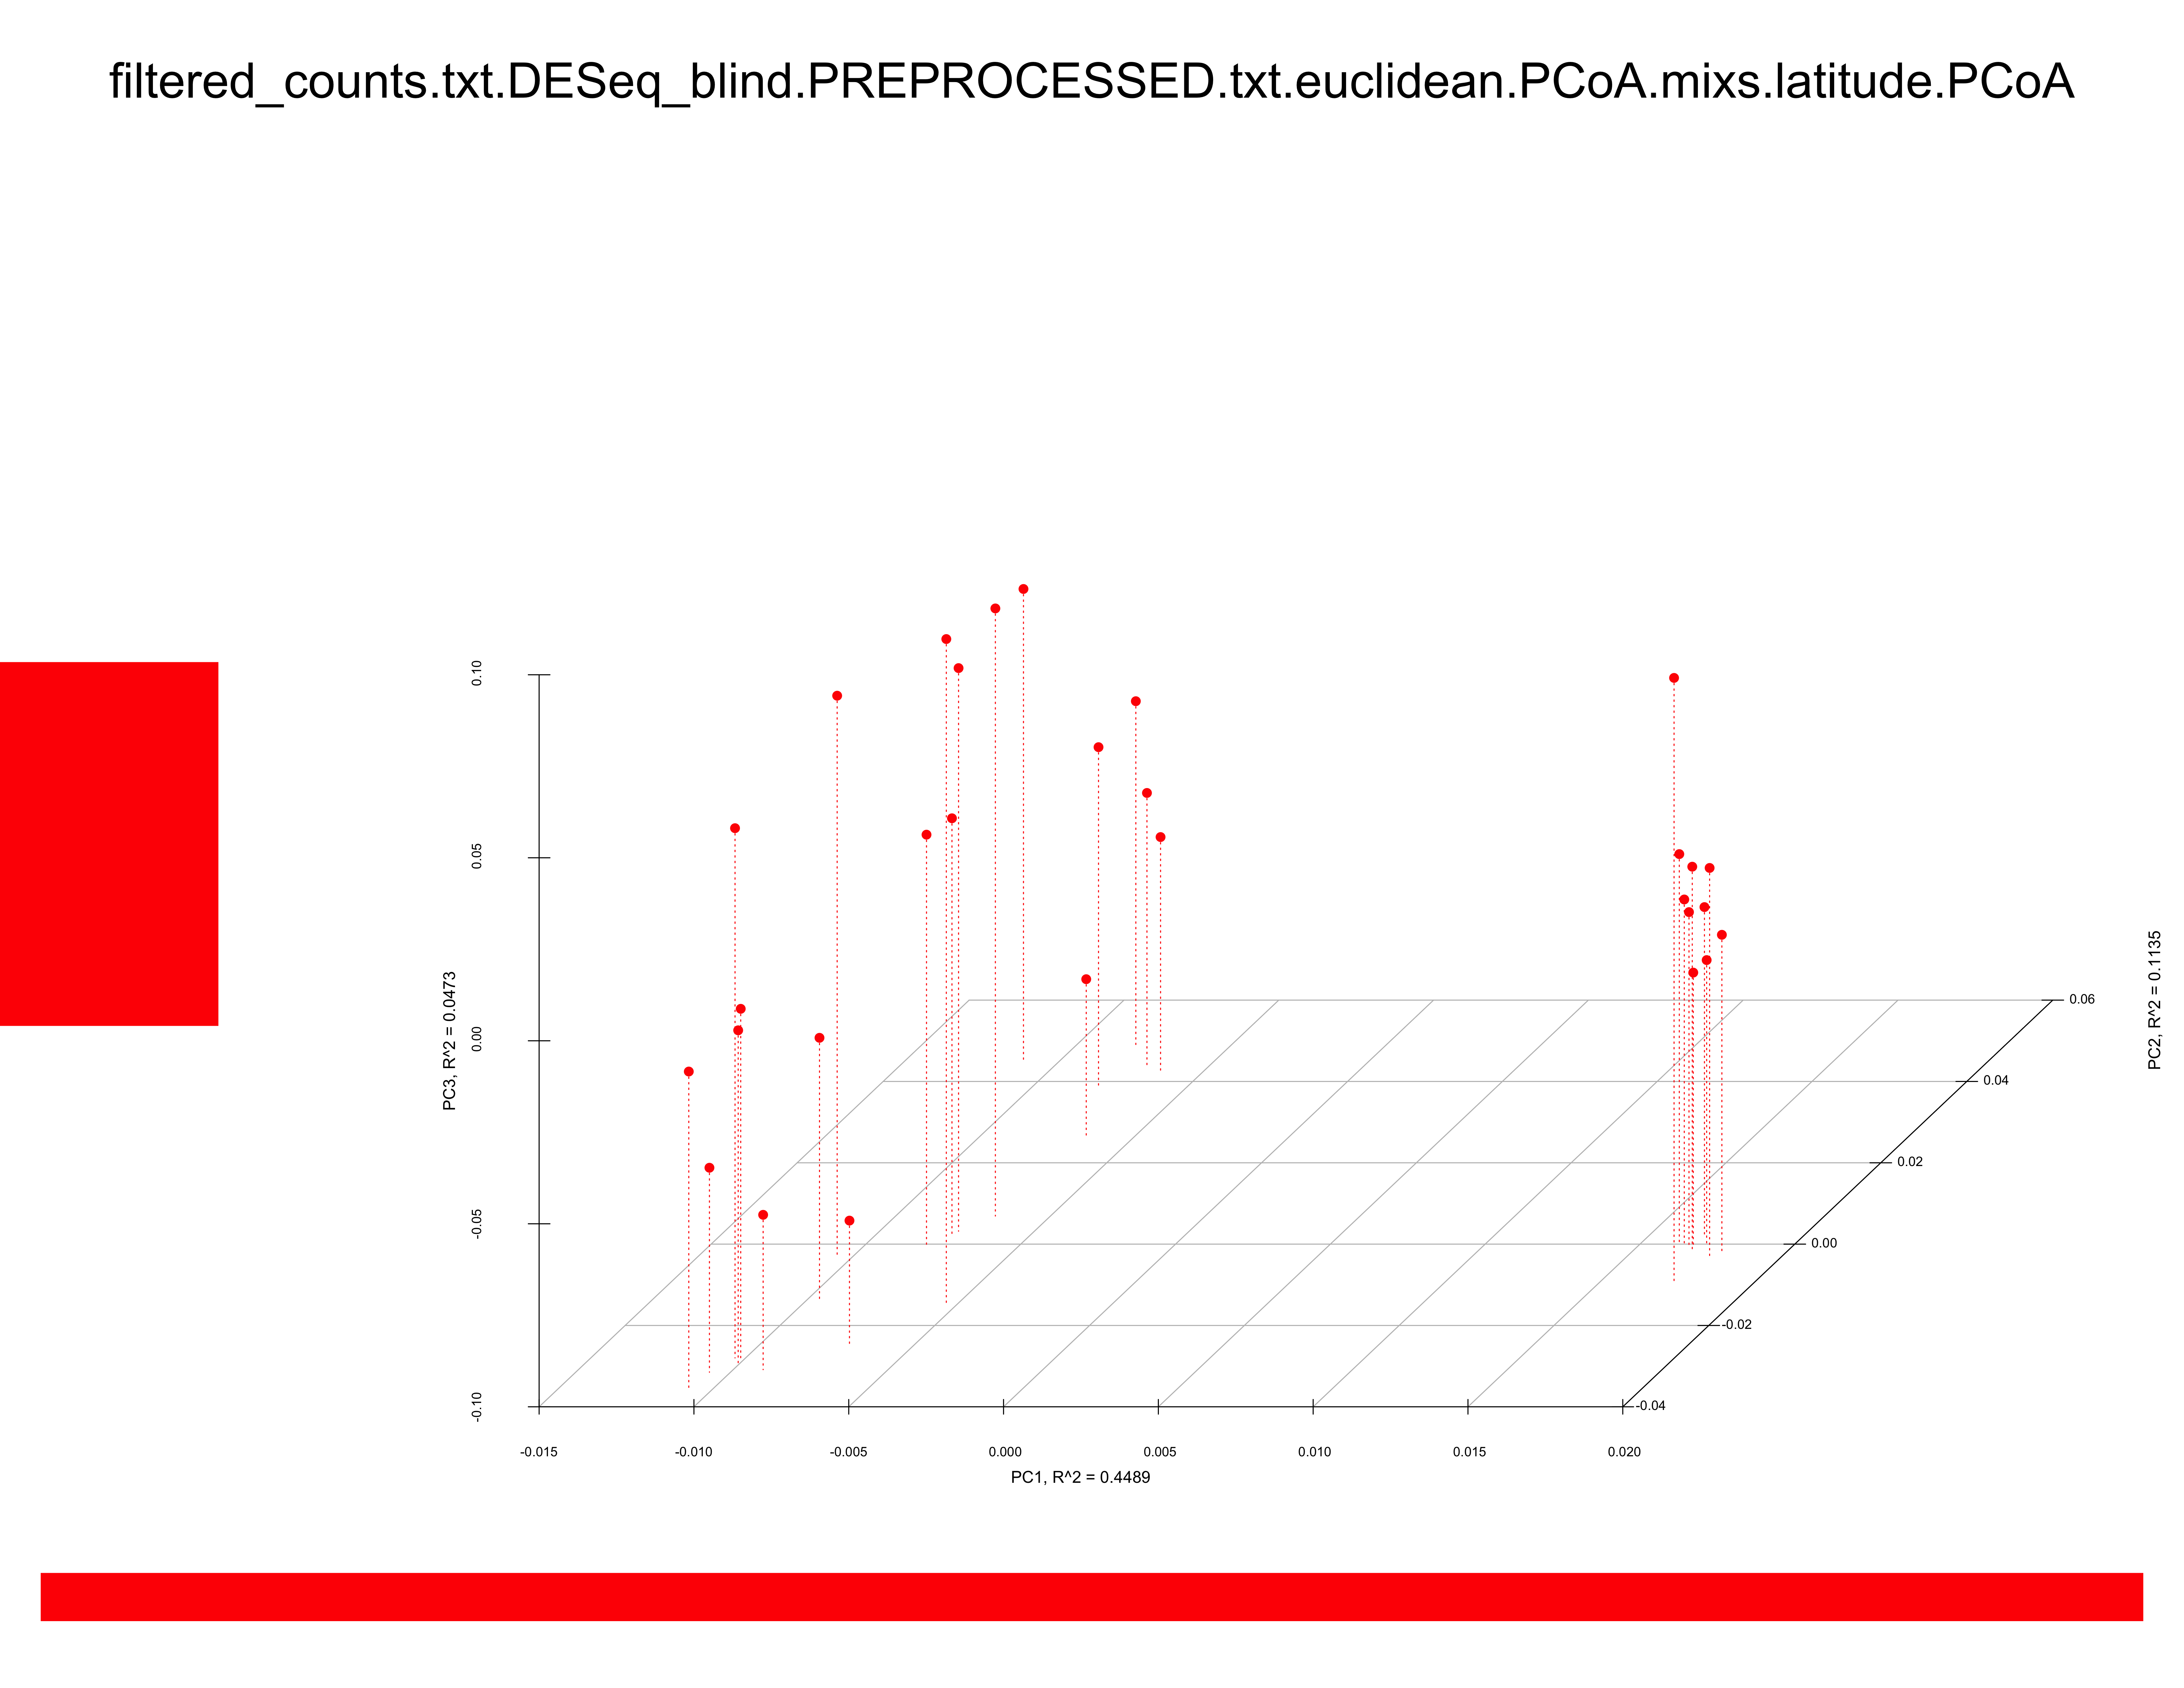 filtered_counts.txt.DESeq_blind.PREPROCESSED.txt.euclidean.PCoA.mixs.latitude.PCoA
0.10
0.05
0.00
-0.05
-0.10
PC3, R^2 = 0.0473
0.06
0.04
0.02
0.00
-0.02
-0.04
PC2, R^2 = 0.1135
-0.015 -0.010 -0.005 0.000 0.005 0.010 0.015 0.020
PC1, R^2 = 0.4489